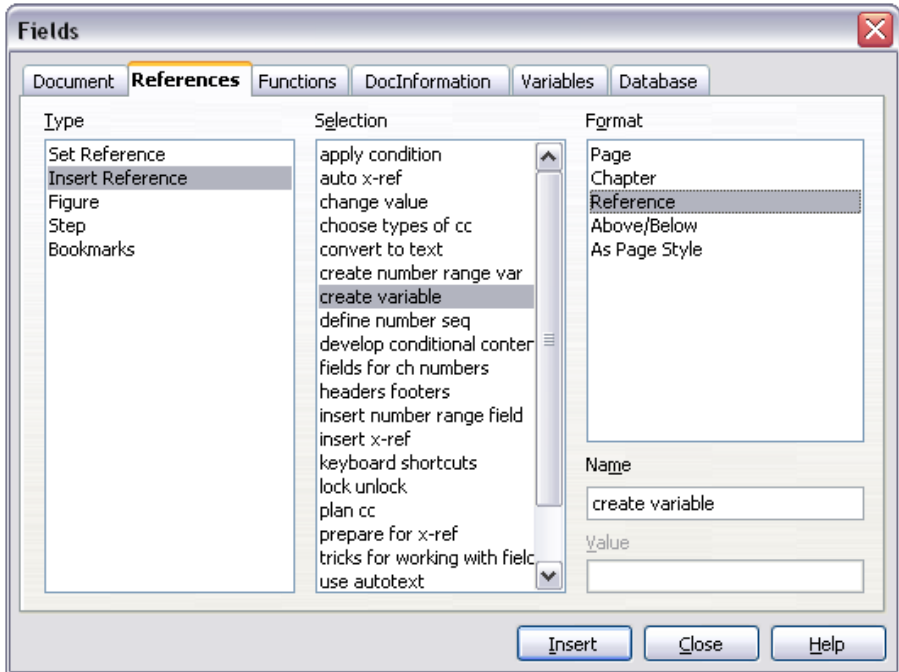 Fields
Document References Functions DocInformation Variables Database
Type
Set Reference
Insert Reference
Figure
Step
Bookmarks
Selection
apply condition
auto x-ref
change value
choose types of cc
convert to text
create number range var
create variable
define number seq
develop conditional conter
fields for ch numbers
headers footers
insert number range field
insert x-ref
keyboard shortcuts
lock unlock
plan cc
prepare for x-ref
tricks for working with fielc
use autotext
Format
Page
Chapter
Reference
Above/Below
As Page Style
Name
create variable
Value
Insert Close Help